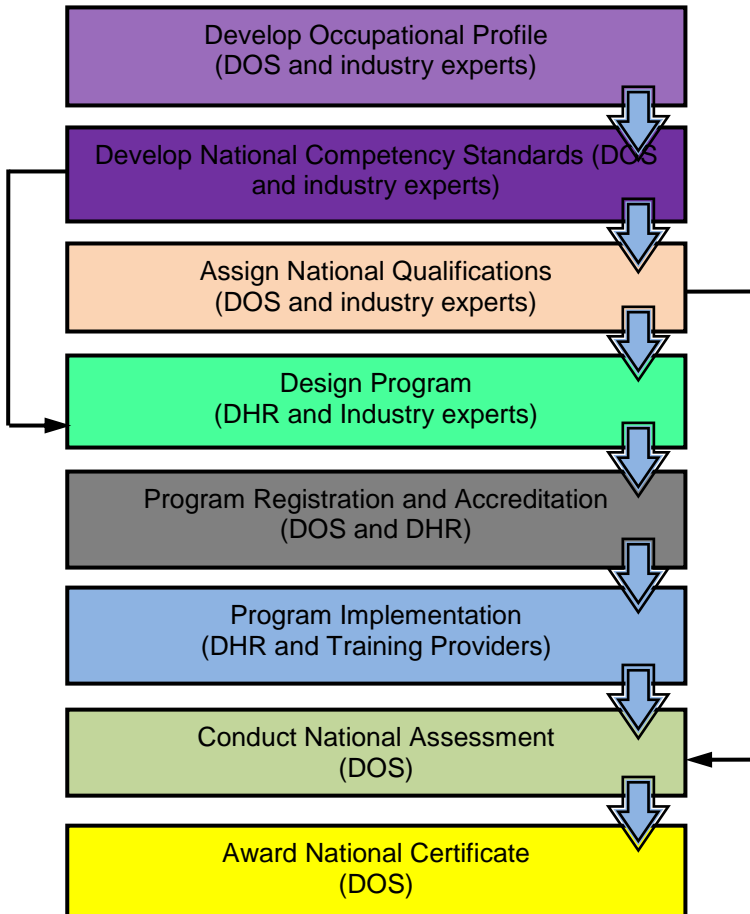 Develop Occupational Profile
(DOS and industry experts)
Develop National Competency Standards (DOS
and industry experts)
Assign National Qualifications
(DOS and industry experts)
Design Program
(DHR and Industry experts)
Program Registration and Accreditation
(DOS and DHR)
Program Implementation
(DHR and Training Providers)
Conduct National Assessment
(DOS)
Award National Certificate
(DOS)